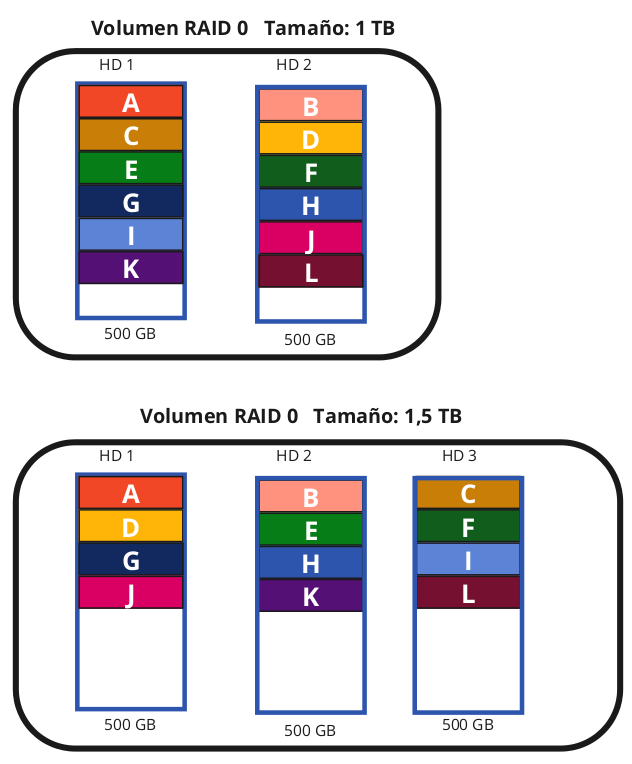 Volumen RAID 0   Tamaño: 1 TB
HD 1   HD 2
A   B
C   D
E   F
G   H
I   J
K   L
500 GB   500 GB
Volumen RAID 0   Tamaño: 1,5 TB
HD 1   HD 2   HD 3
A   B   C
D   E   F
G   H   I
J   K   L
500 GB   500 GB   500 GB